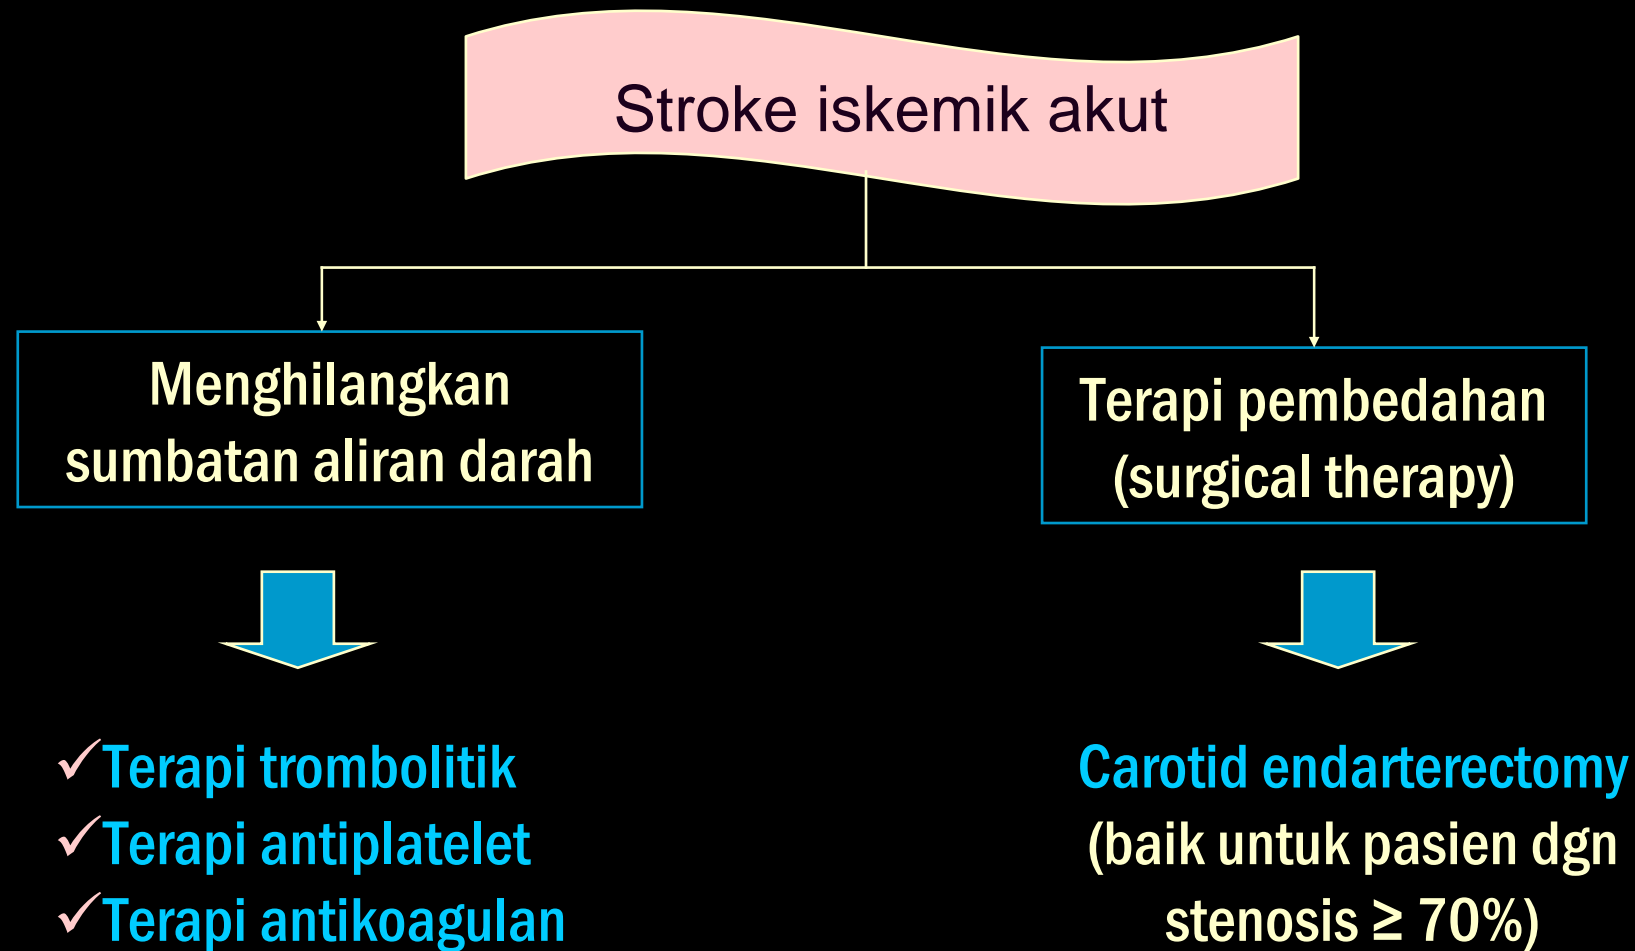 Stroke iskemik akut
Menghilangkan
sumbatan aliran darah
Terapi pembedahan
(surgical therapy)
✓Terapi trombolitik
✓Terapi antiplatelet
✓Terapi antikoagulan
Carotid endarterectomy
(baik untuk pasien dgn
stenosis ≥ 70%)